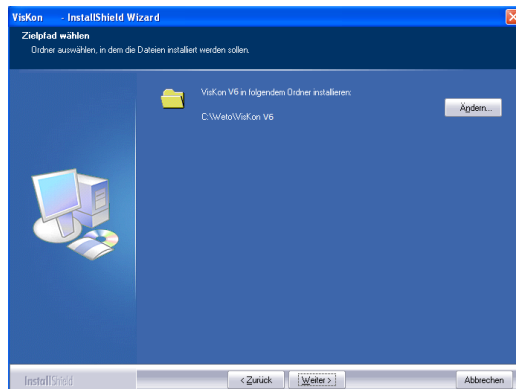 VisKon - InstallShield Wizard
Zielpfad wählen
Ordner auswählen, in dem die Dateien installiert werden sollen.
VisKon V6 in folgendem Ordner installieren:
Ändern...
C:\Weto\VisKon V6
InstallShield
< Zurück
Weiter >
Abbrechen